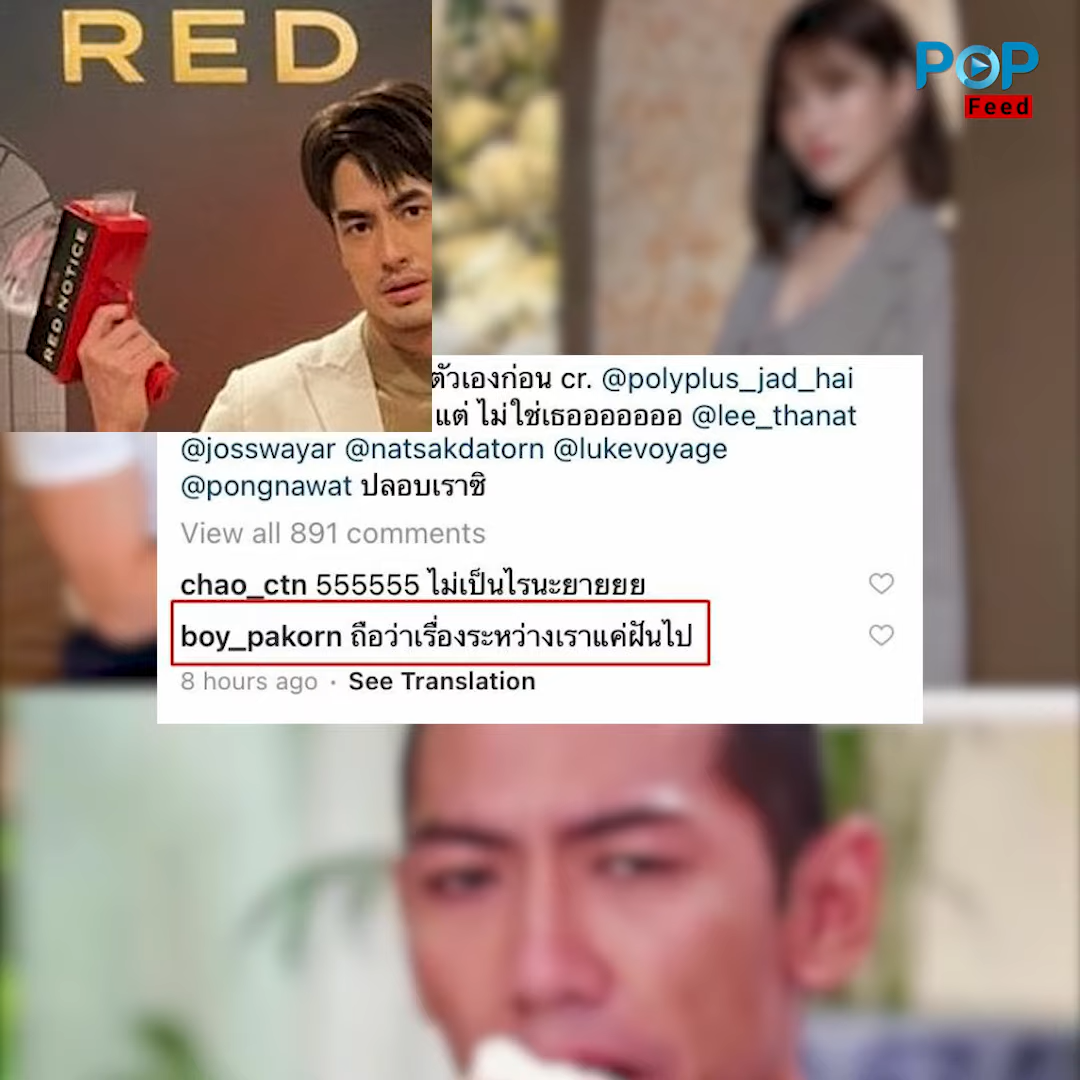 RED
POP
Feed
RED NOTICE
ตัวเองก่อน cr. @polyplus_jad_hai
แต่ ไม่ใช่เธออออออออ @lee_thanat
@josswayar @natsakdatorn @lukevoyage
@pongnawat ปลอบเราซิ
View all 891 comments
chao_ctn 555555 ไม่เป็นไรนะยายยย
boy_pakorn ถือว่าเรื่องระหว่างเราแค่ฝันไป
8 hours ago · See Translation